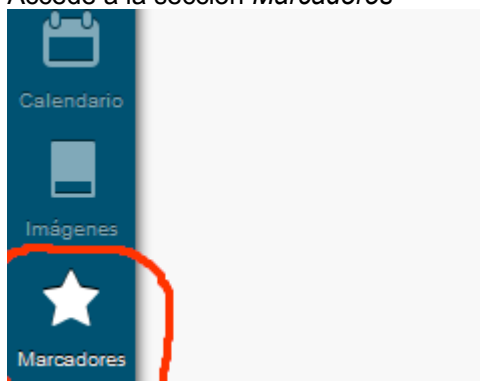 Accede a la sección Marcadores
Calendario
Imágenes
Marcadores